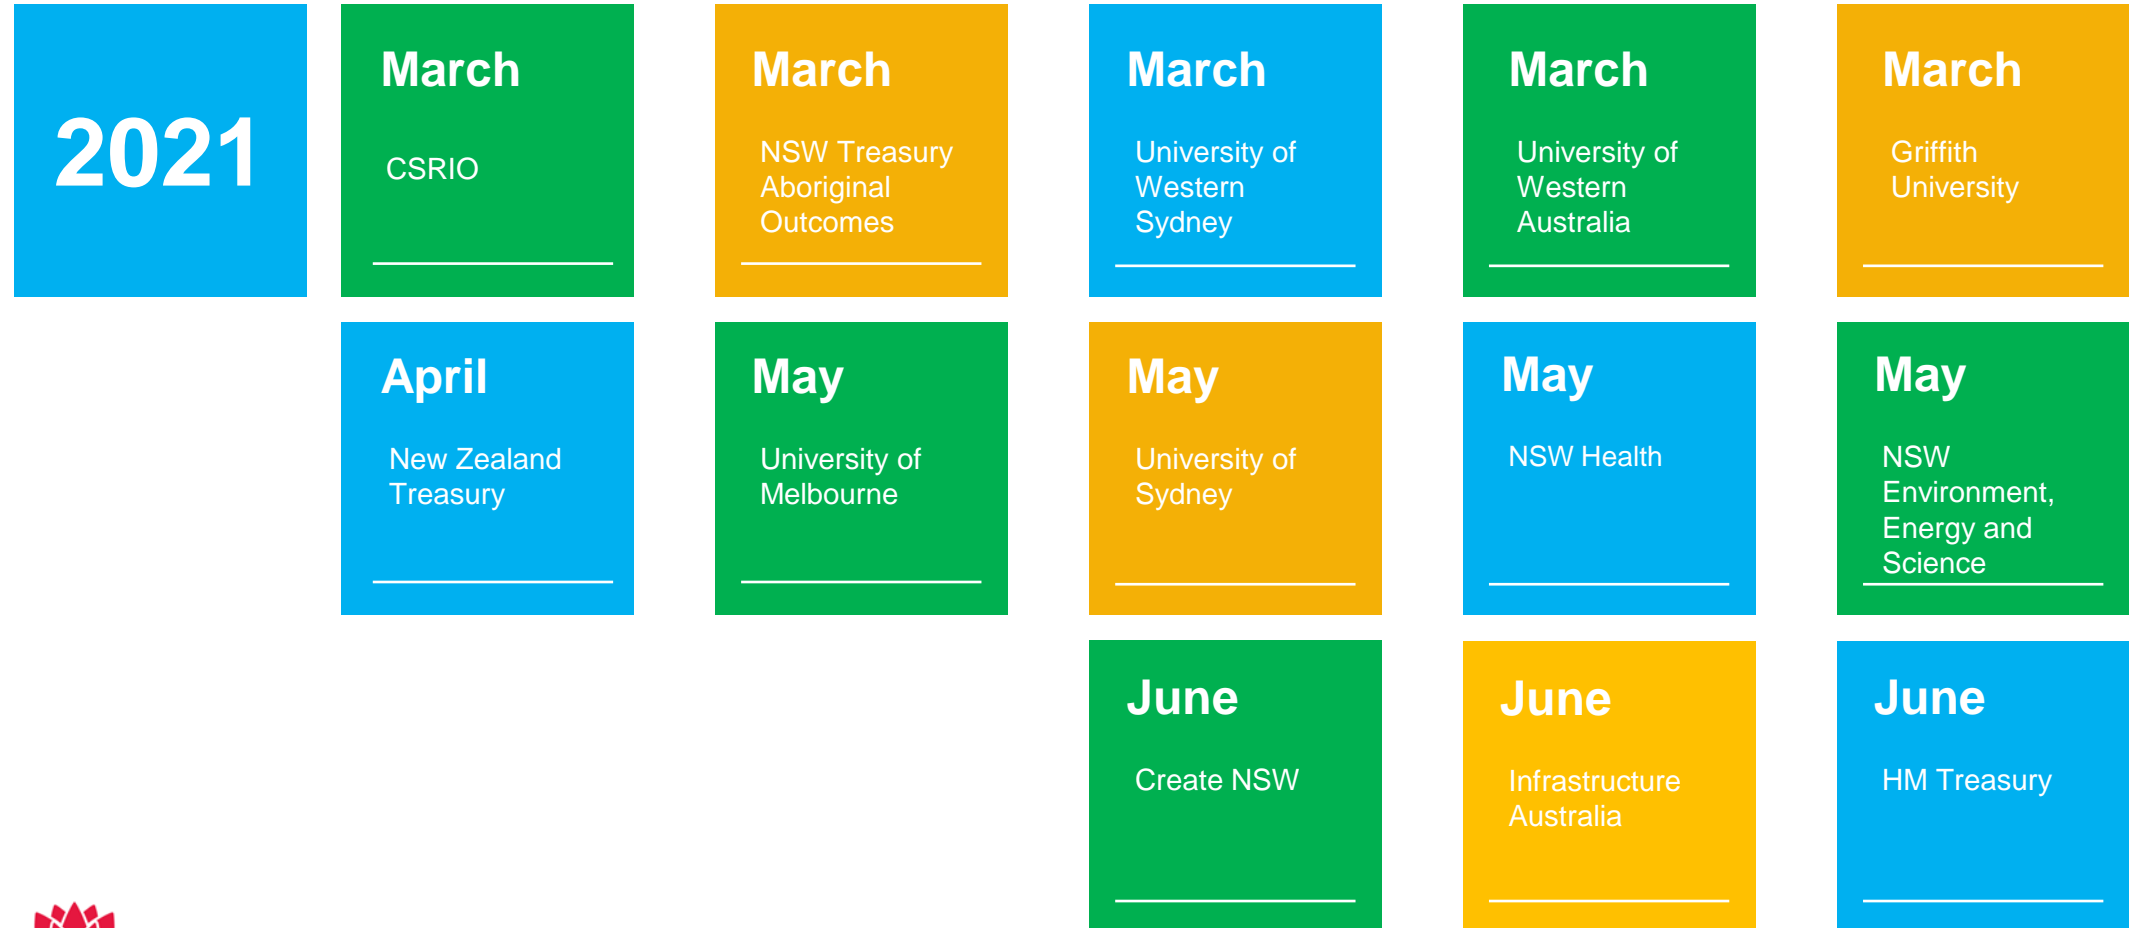 2021
March
CSRIO
March
NSW Treasury
Aboriginal
Outcomes
March
University of
Western
Sydney
March
University of
Western
Australia
March
Griffith
University
April
New Zealand
Treasury
May
University of
Melbourne
May
University of
Sydney
May
NSW Health
May
NSW
Environment,
Energy and
Science
June
Create NSW
June
Infrastructure
Australia
June
HM Treasury